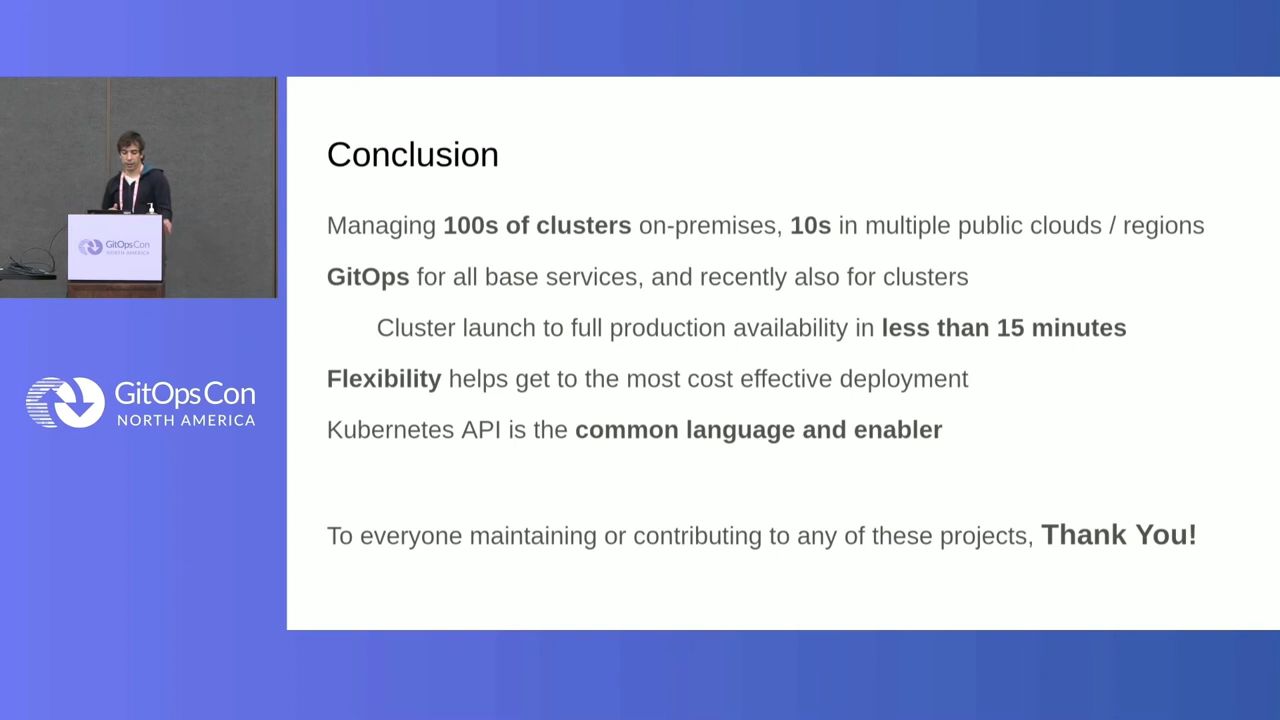 Conclusion
Managing 100s of clusters on-premises, 10s in multiple public clouds / regions
GitOps for all base services, and recently also for clusters
Cluster launch to full production availability in less than 15 minutes
Flexibility helps get to the most cost effective deployment
Kubernetes API is the common language and enabler
To everyone maintaining or contributing to any of these projects, Thank You!
GitOpsCon
NORTH AMERICA
GitOpsCon
NORTH AMERICA